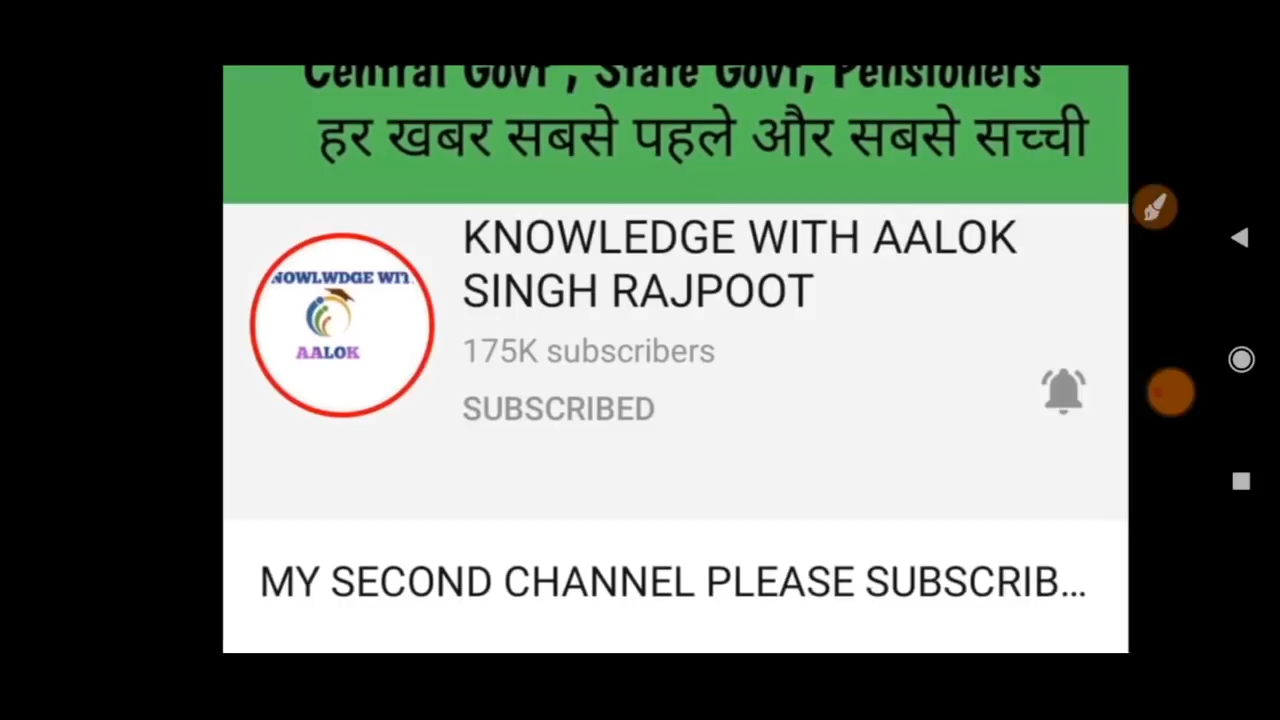 Central Govt , State Govt, Pensioners
हर खबर सबसे पहले और सबसे सच्ची
KNOWLEDGE WITH AALOK
SINGH RAJPOOT
NOWLWDGE WIT
AALOK
175K subscribers
SUBSCRIBED
MY SECOND CHANNEL PLEASE SUBSCRIB...